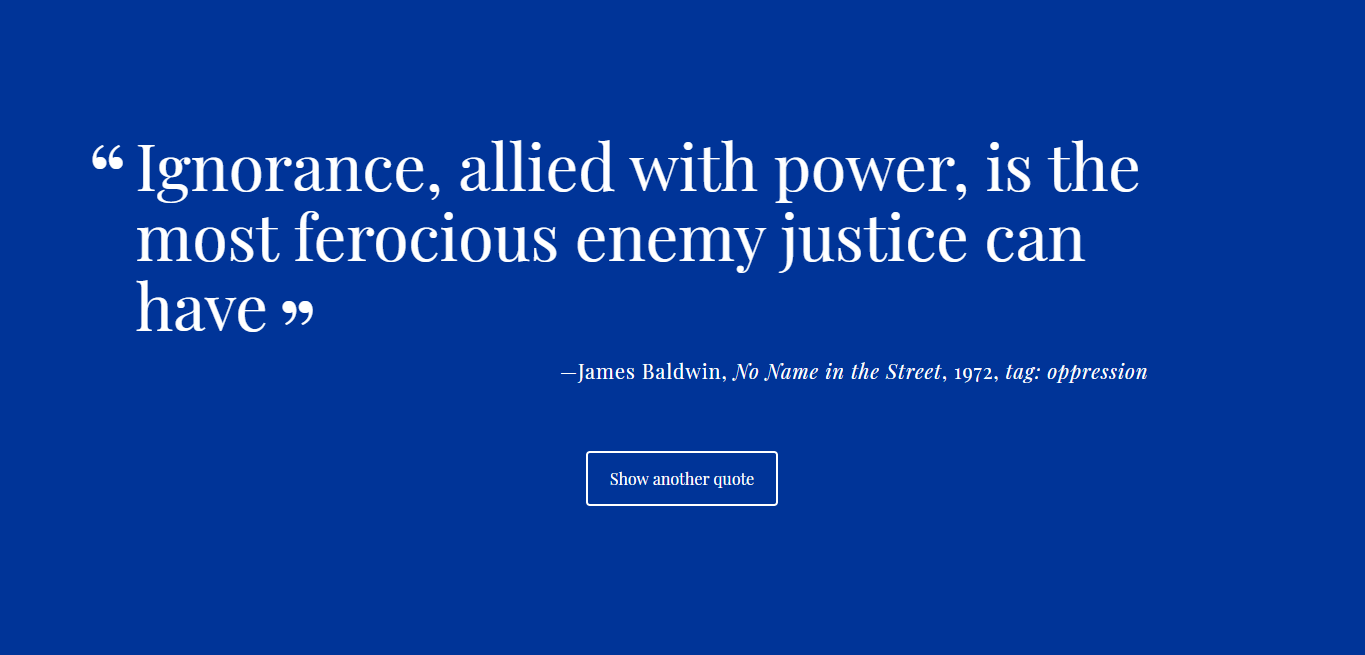 “ Ignorance, allied with power, is the
most ferocious enemy justice can
have ”
—James Baldwin, No Name in the Street, 1972, tag: oppression
Show another quote